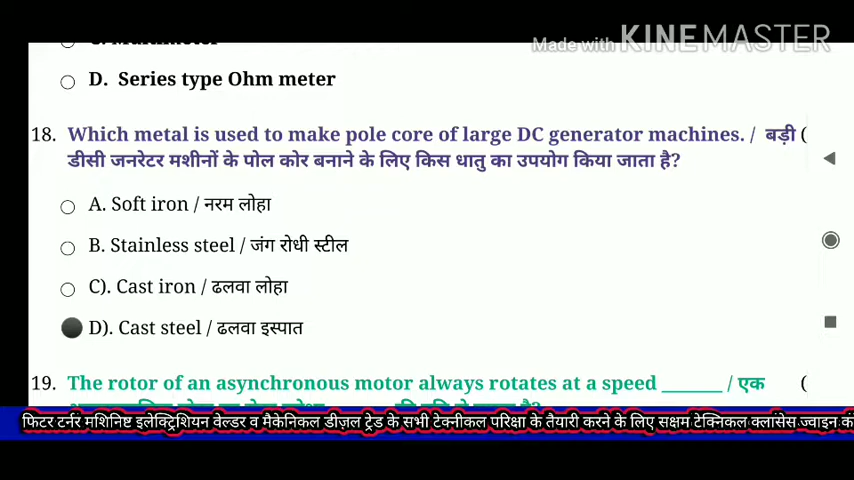 Made with KINEMASTER
D. Series type Ohm meter
18. Which metal is used to make pole core of large DC generator machines. / बड़ी (
डीसी जनरेटर मशीनों के पोल कोर बनाने के लिए किस धातु का उपयोग किया जाता है?
A. Soft iron / नरम लोहा
B. Stainless steel / जंग रोधी स्टील
C). Cast iron / ढलवा लोहा
D). Cast steel / ढलवा इस्पात
19. The rotor of an asynchronous motor always rotates at a speed _______ / एक (
फिटर टर्नर मशिनिष्ट इलेक्ट्रिशियन वेल्डर व मैकेनिकल डीज़ल ट्रेड के सभी टैक्नीकल परिक्षा के तैयारी करने के लिए सक्षम टेक्निकल क्लासेस ज्वाइन क